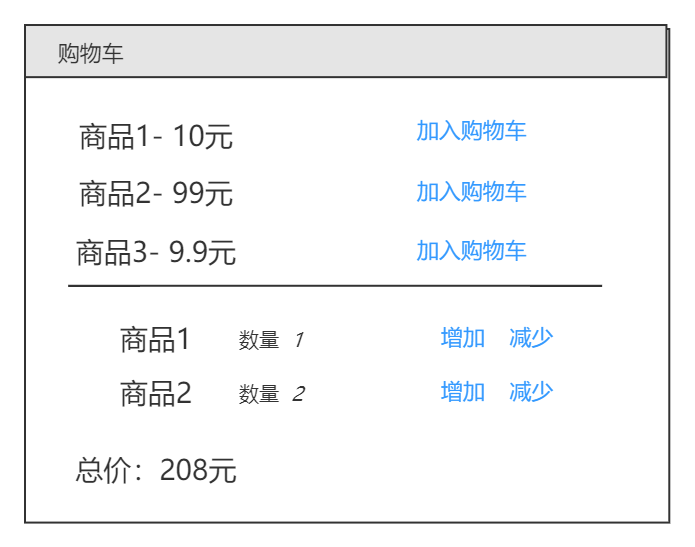 购物车
商品1- 10元 加入购物车
商品2- 99元 加入购物车
商品3- 9.9元 加入购物车
商品1 数量 1 增加 减少
商品2 数量 2 增加 减少
总价：208元